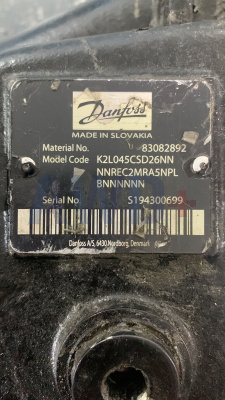 Danfoss
MADE IN SLOVAKIA
Material No. 83082892
Model Code K2L045CSD26NN
NNREC2MRA5NPL
BNNNNNN
Serial No. S194300699
Danfoss A/S, 6430 Nordborg, Denmark